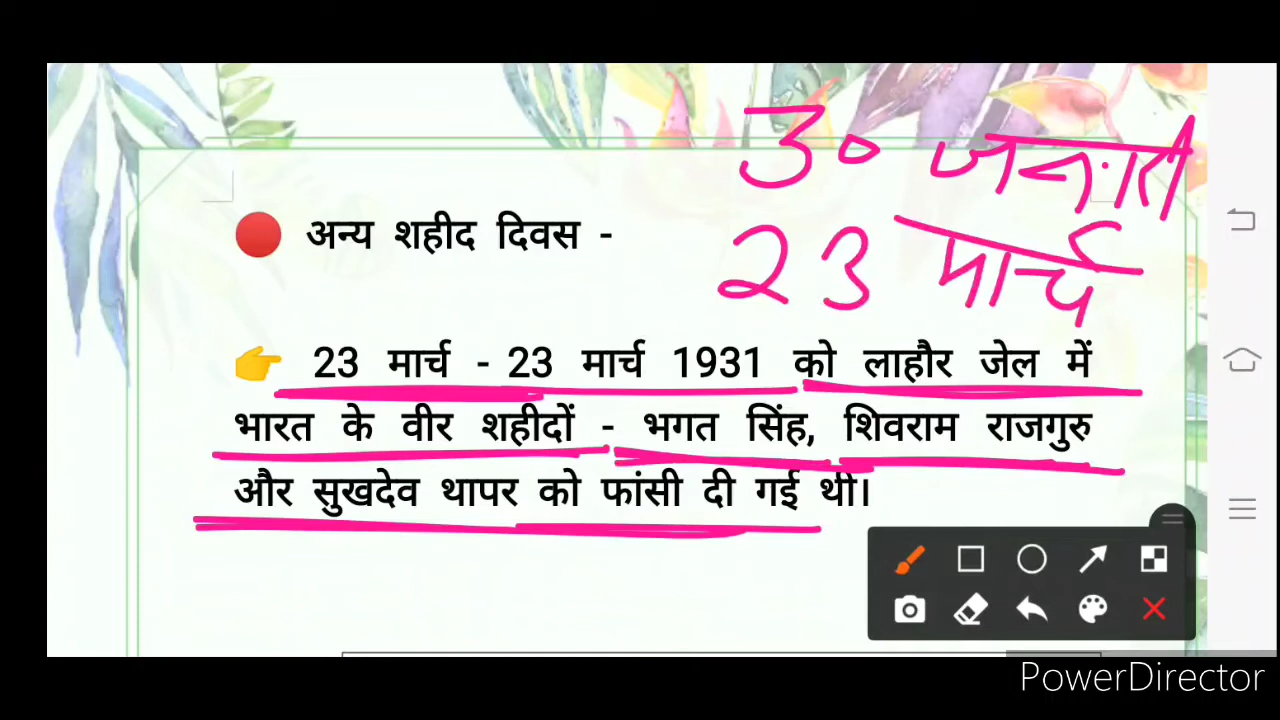 30 जनवरी
23 मार्च
अन्य शहीद दिवस -
23 मार्च - 23 मार्च 1931 को लाहौर जेल में
भारत के वीर शहीदों - भगत सिंह, शिवराम राजगुरु
और सुखदेव थापर को फांसी दी गई थी।
PowerDirector